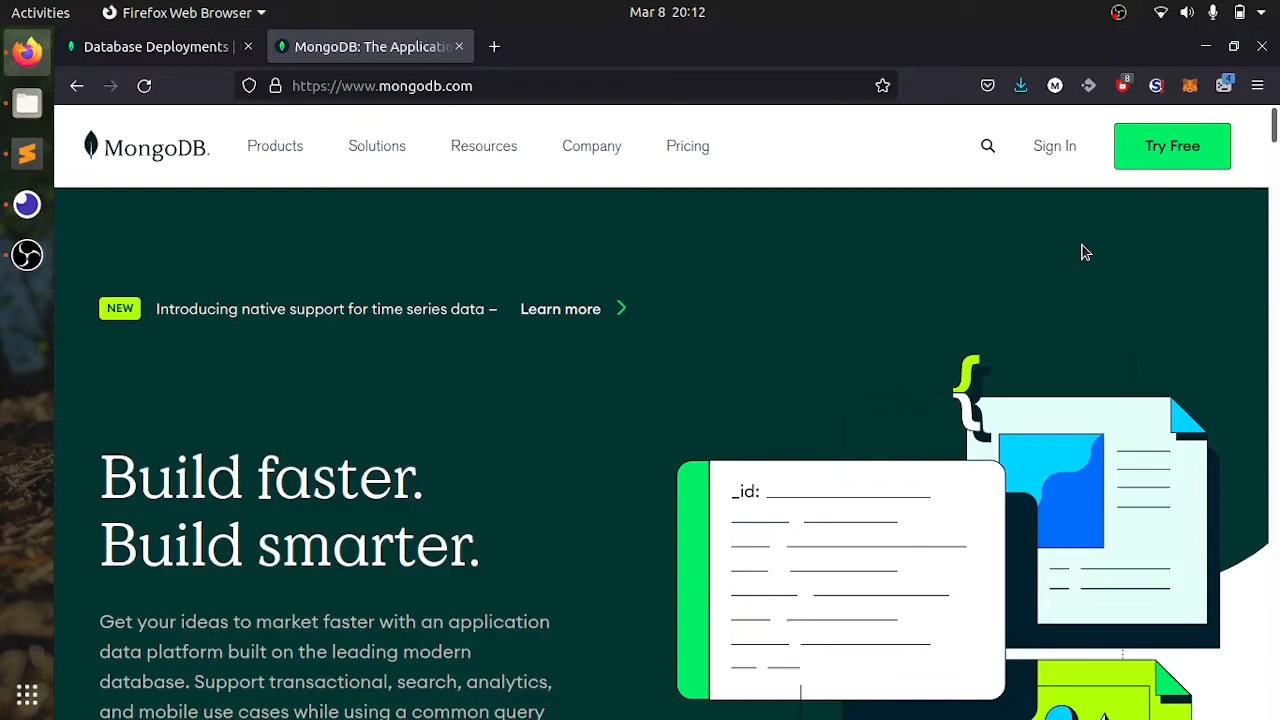 Activities
Firefox Web Browser
Mar 8 20:12
Database Deployments |
MongoDB: The Applicatio
https://www.mongodb.com
8
4
MongoDB.
Products
Solutions
Resources
Company
Pricing
Sign In
Try Free
NEW
Introducing native support for time series data –
Learn more
Build faster.
Build smarter.
Get your ideas to market faster with an application
data platform built on the leading modern
database. Support transactional, search, analytics,
and mobile use cases while using a common query
_id: